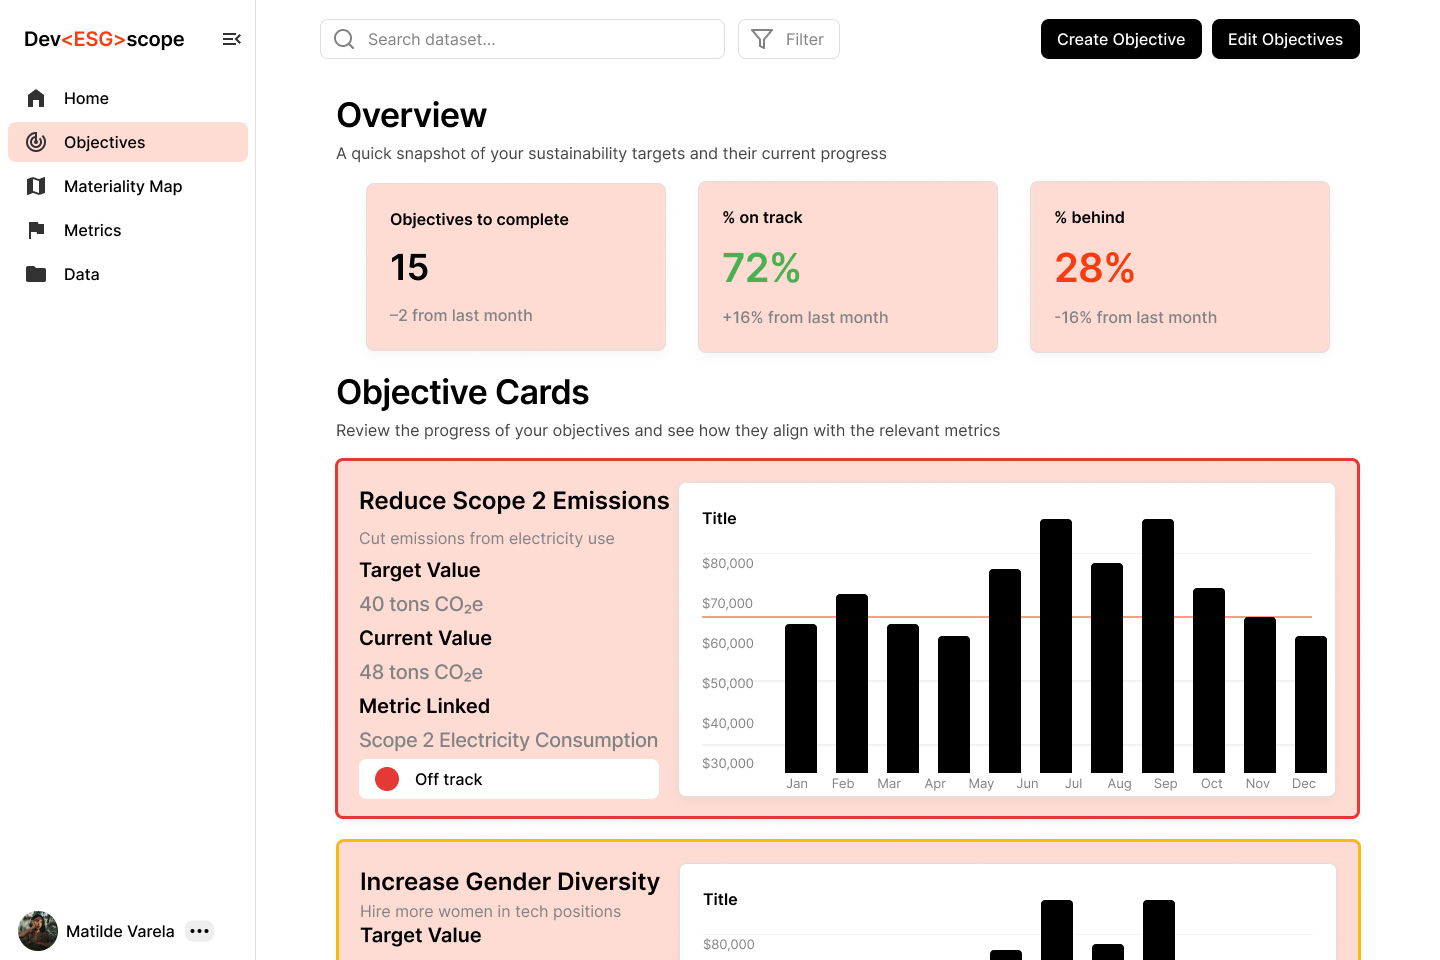 Dev<ESG>scope
Home
Objectives
Materiality Map
Metrics
Data
Matilde Varela
Search dataset...
Filter
Create Objective
Edit Objectives
Overview
A quick snapshot of your sustainability targets and their current progress
Objectives to complete
15
–2 from last month
% on track
72%
+16% from last month
% behind
28%
-16% from last month
Objective Cards
Review the progress of your objectives and see how they align with the relevant metrics
Reduce Scope 2 Emissions
Cut emissions from electricity use
Target Value
40 tons CO₂e
Current Value
48 tons CO₂e
Metric Linked
Scope 2 Electricity Consumption
Off track
Title
$80,000
$70,000
$60,000
$50,000
$40,000
$30,000
Jan Feb Mar Apr May Jun Jul Aug Sep Oct Nov Dec
Increase Gender Diversity
Hire more women in tech positions
Target Value
Title
$80,000